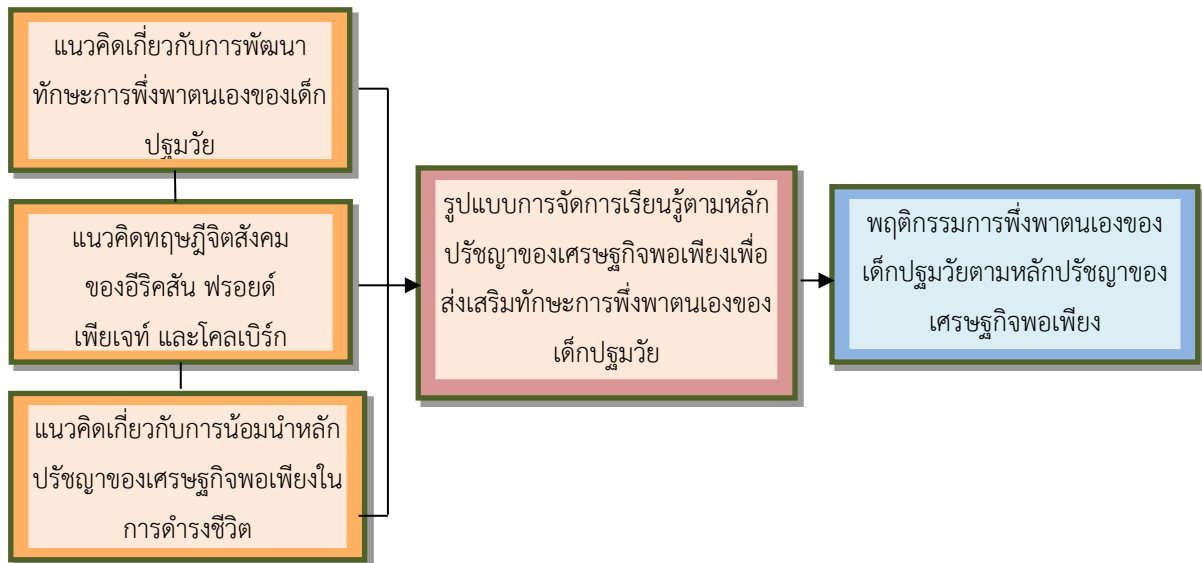 แนวคิดเกี่ยวกับการพัฒนา
ทักษะการพึ่งพาตนเองของเด็ก
ปฐมวัย
แนวคิดทฤษฎีจิตสังคม
ของอีริคสัน ฟรอยด์
เพียเจท์ และโคลเบิร์ก
แนวคิดเกี่ยวกับการน้อมนำหลัก
ปรัชญาของเศรษฐกิจพอเพียงใน
การดำรงชีวิต
รูปแบบการจัดการเรียนรู้ตามหลัก
ปรัชญาของเศรษฐกิจพอเพียงเพื่อ
ส่งเสริมทักษะการพึ่งพาตนเองของ
เด็กปฐมวัย
พฤติกรรมการพึ่งพาตนเองของ
เด็กปฐมวัยตามหลักปรัชญาของ
เศรษฐกิจพอเพียง